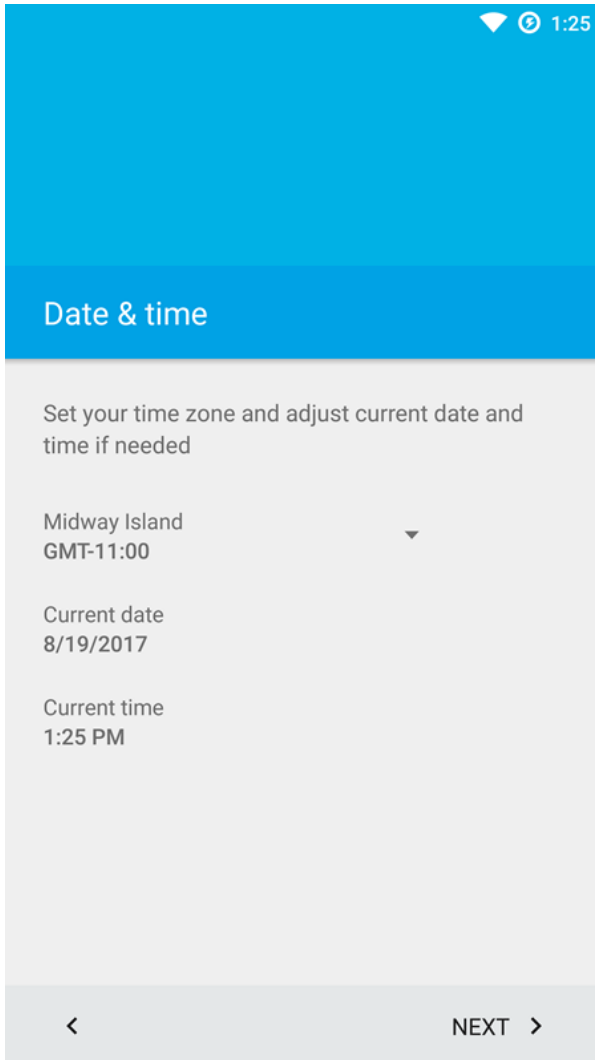 1:25
Date & time
Set your time zone and adjust current date and
time if needed
Midway Island
GMT-11:00
Current date
8/19/2017
Current time
1:25 PM
NEXT